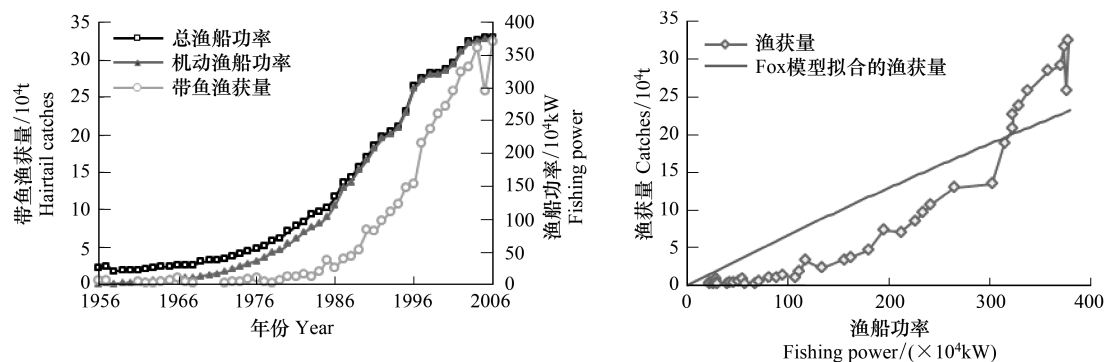 35
30
25
20
15
10
5
0
带鱼渔获量/10⁴t
Hairtail catches
总渔船功率
机动渔船功率
带鱼渔获量
400
350
300
250
200
150
100
50
0
渔船功率/10⁴kW
Fishing power
1956
1966
1976
1986
1996
2006
年份 Year
35
30
25
20
15
10
5
0
渔获量 Catches/10⁴t
渔获量
Fox模型拟合的渔获量
0
100
200
300
400
渔船功率
Fishing power/(×10⁴kW)